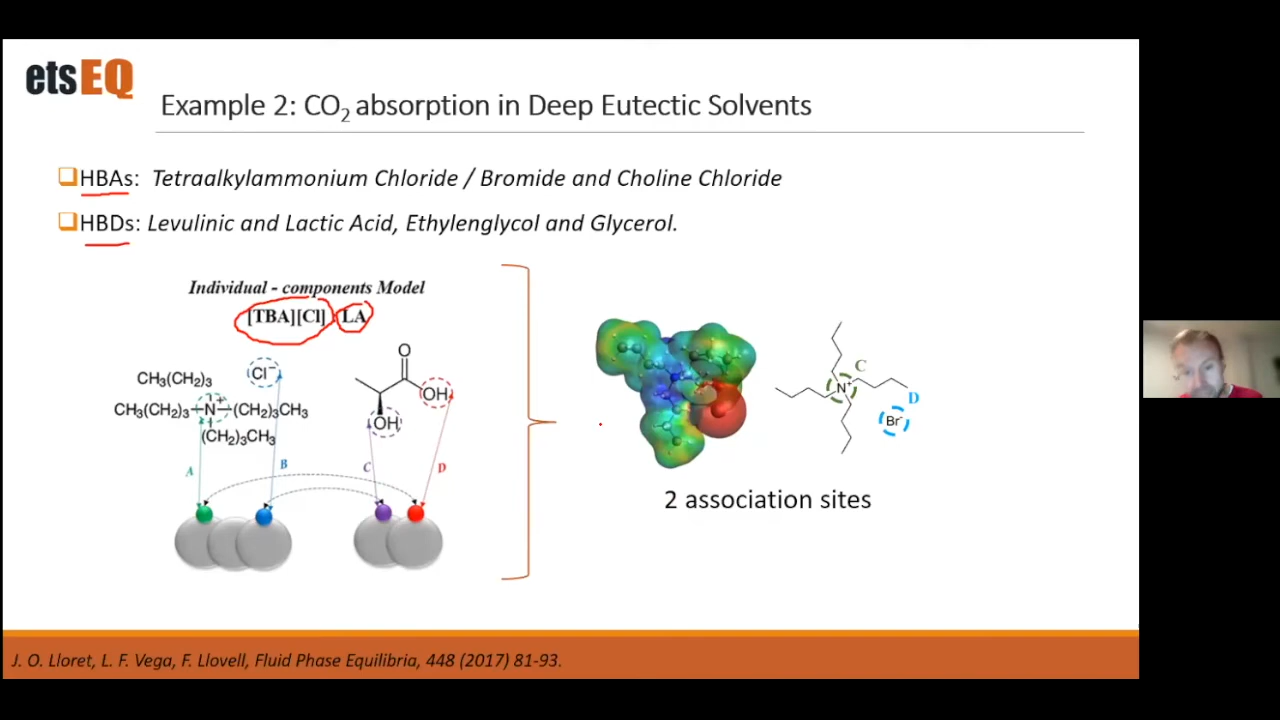 etsEQ
Example 2: CO2 absorption in Deep Eutectic Solvents
HBAs: Tetraalkylammonium Chloride / Bromide and Choline Chloride
HBDs: Levulinic and Lactic Acid, Ethylenglycol and Glycerol.
Individual - components Model
[TBA][Cl] LA
O
CH3(CH2)3 Cl-
OH
CH3(CH2)3-N+-(CH2)3CH3
OH
(CH2)3CH3
A B C D
C
N+
D
Br-
2 association sites
J. O. Lloret, L. F. Vega, F. Llovell, Fluid Phase Equilibria, 448 (2017) 81-93.